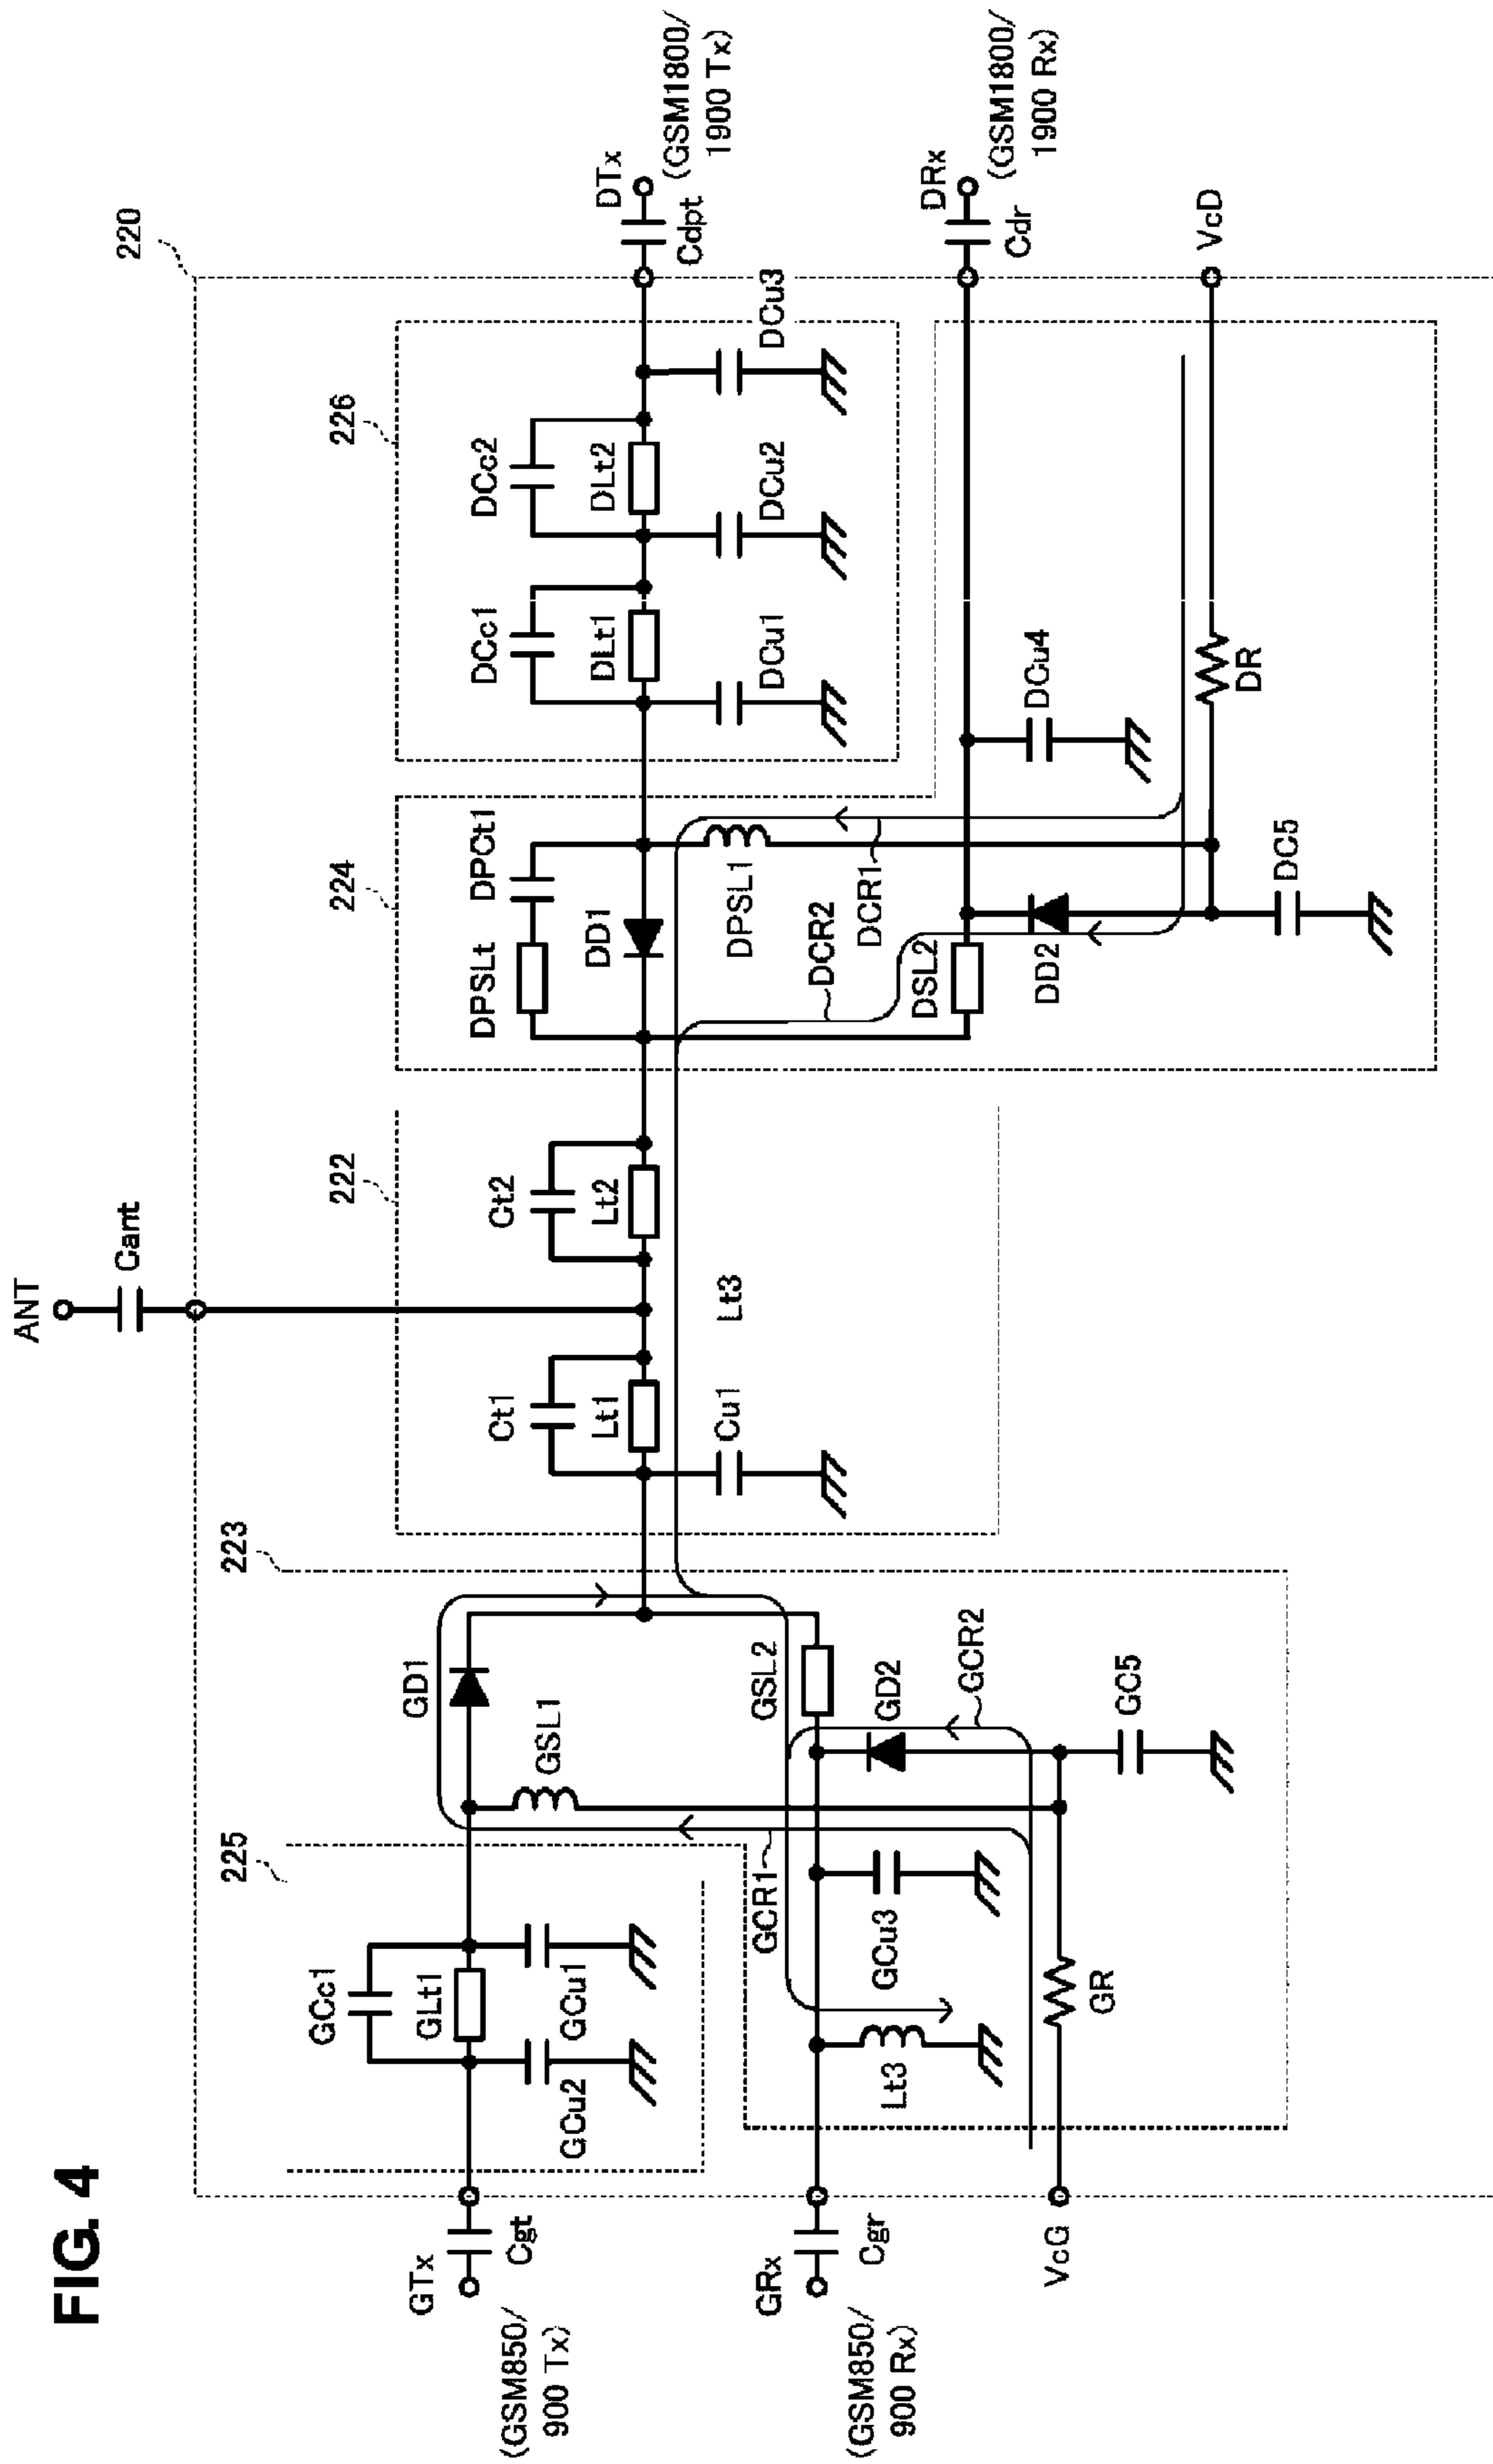 FIG. 4
ANT
Cant
220
222
223
224
225
226
GTx
(GSM850/
900 Tx)
Cgt
GRx
(GSM850/
900 Rx)
Cgr
VcG
GCc1
GLt1
GCu2
GCu1
GD1
GSL1
GSL2
GD2
GCR2
GCR1
GCu3
Lt3
GR
GC5
Ct1
Lt1
Cu1
Ct2
Lt2
Lt3
DPSLt
DPCt1
DD1
DPSL1
DCR2
DCR1
DSL2
DD2
DC5
DCu4
DR
DCc1
DLt1
DCu1
DCc2
DLt2
DCu2
DCu3
DTx
Cdpt
(GSM1800/
1900 Tx)
DRx
Cdr
(GSM1800/
1900 Rx)
VcD